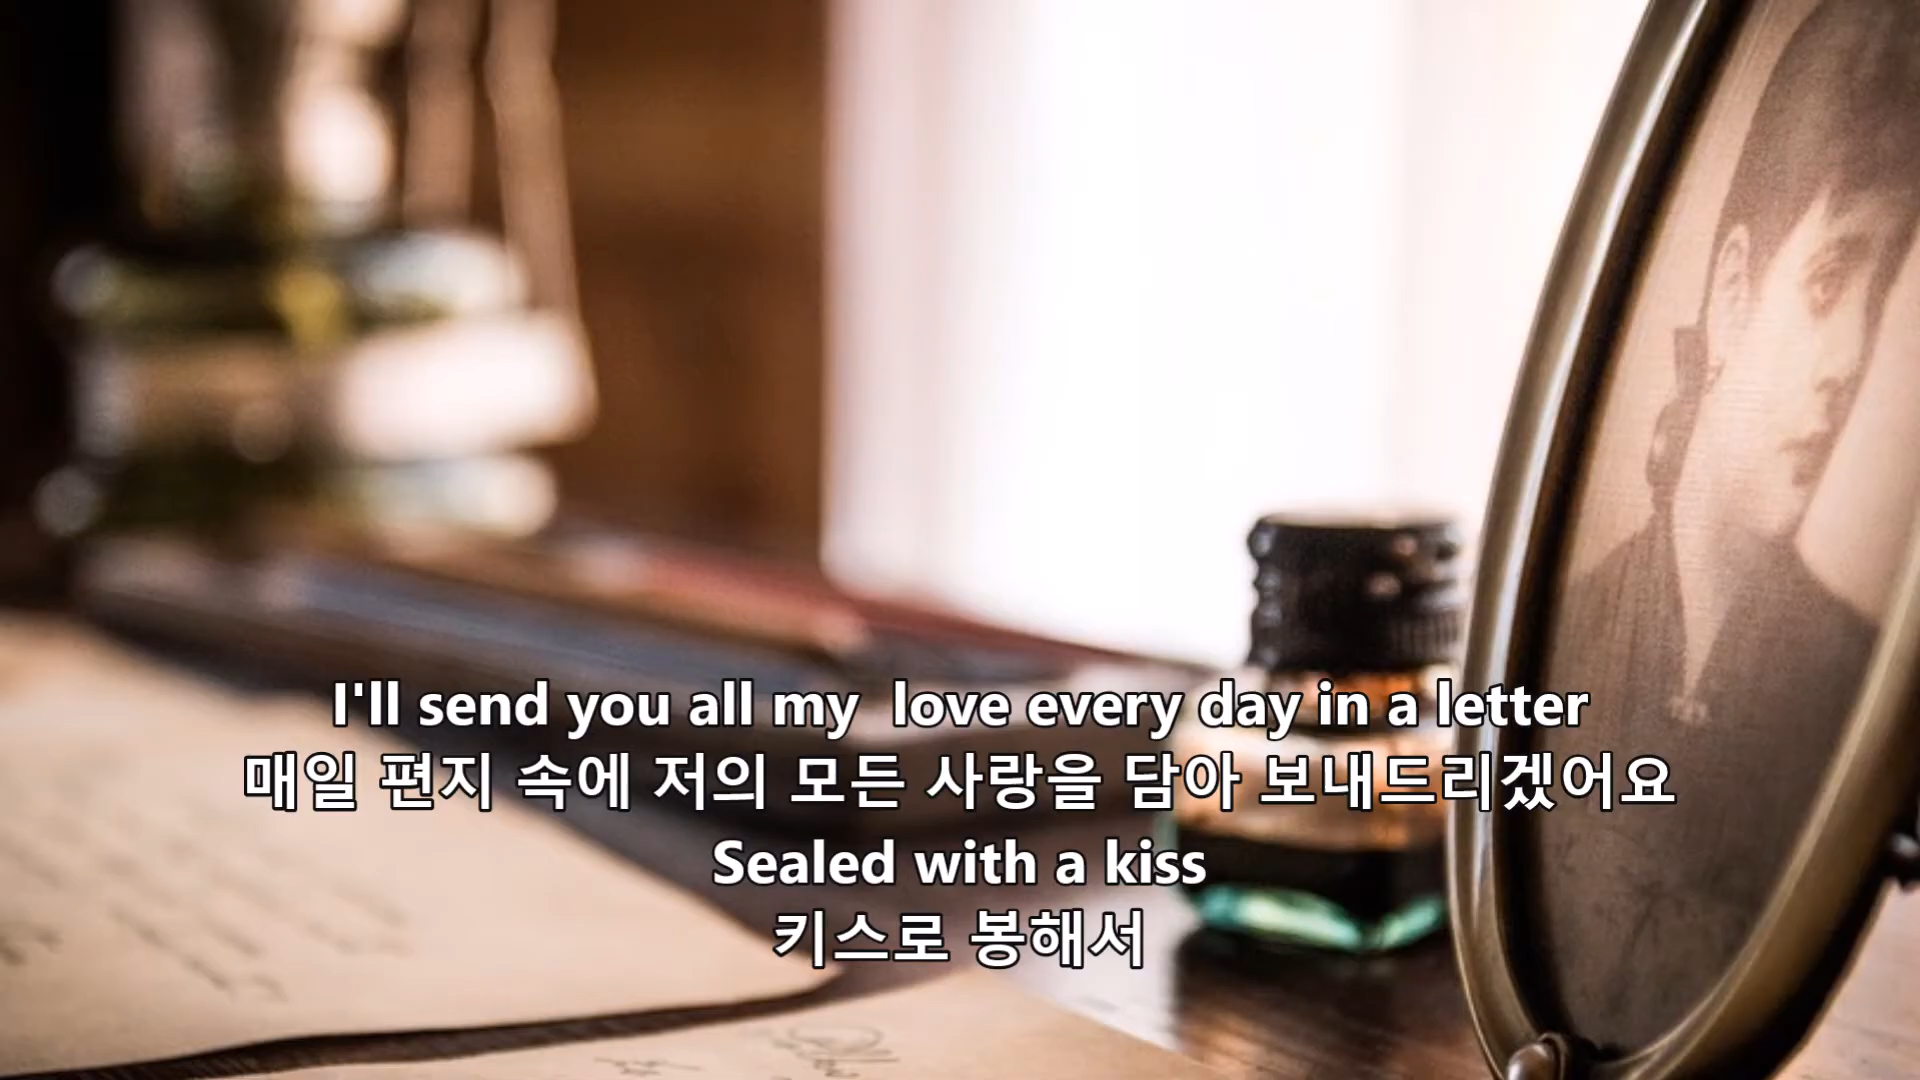 I'll send you all my  love every day in a letter
매일 편지 속에 저의 모든 사랑을 담아 보내드리겠어요
Sealed with a kiss
키스로 봉해서